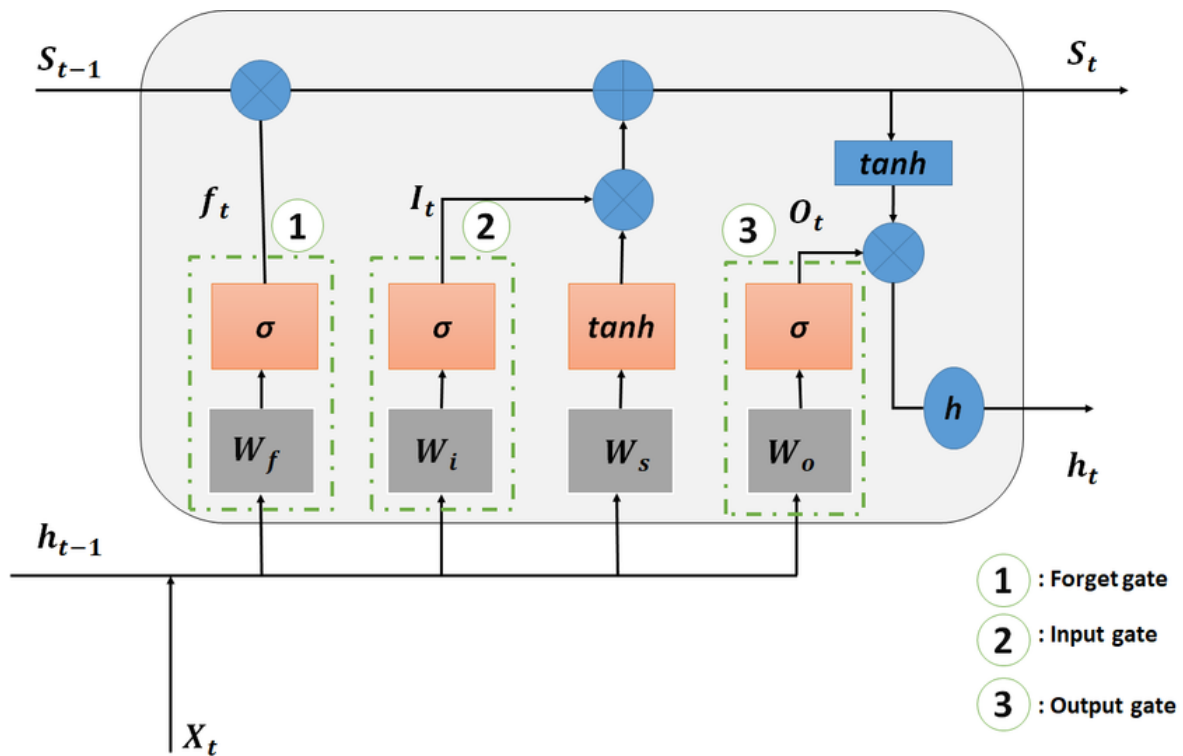 S_{t-1}
S_t
tanh
f_t
1
I_t
2
3
O_t
σ
σ
tanh
σ
W_f
W_i
W_s
W_o
h
h_t
h_{t-1}
1 : Forget gate
2 : Input gate
3 : Output gate
X_t